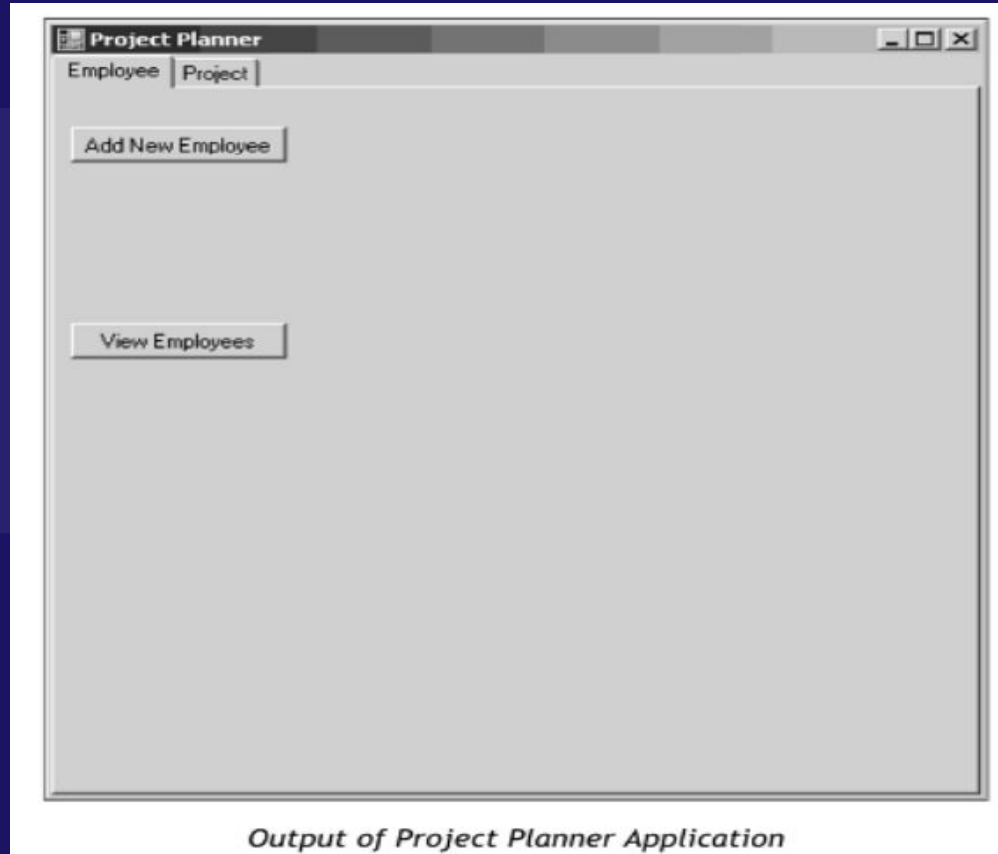 Project Planner
Employee Project
Add New Employee
View Employees
Output of Project Planner Application